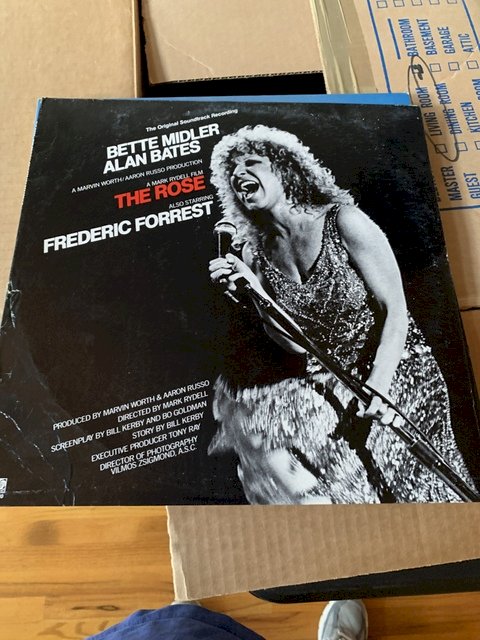 The Original Soundtrack Recording
BETTE MIDLER
ALAN BATES
A MARVIN WORTH/AARON RUSSO PRODUCTION
A MARK RYDELL FILM
THE ROSE
ALSO STARRING
FREDERIC FORREST
PRODUCED BY MARVIN WORTH & AARON RUSSO
DIRECTED BY MARK RYDELL
SCREENPLAY BY BILL KERBY AND BO GOLDMAN
STORY BY BILL KERBY
EXECUTIVE PRODUCER TONY RAY
DIRECTOR OF PHOTOGRAPHY
VILMOS ZSIGMOND, A.S.C.
BATHROOM
BASEMENT
GARAGE
ATTIC
LIVING ROOM
DINING ROOM
KITCHEN
MASTER
GUEST